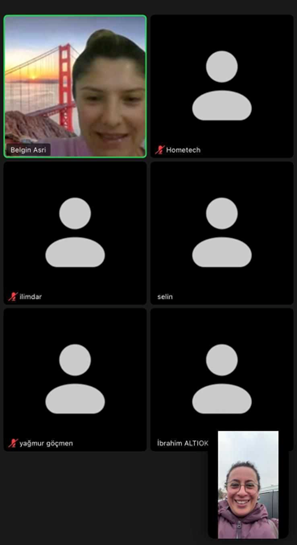 Belgin Asri
Hometech
ilimdar
selin
yağmur göçmen
İbrahim ALTIOK